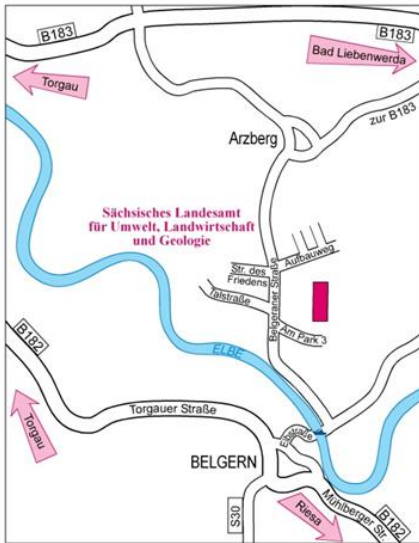 B183
B183
Torgau
Bad Liebenwerda
zur B183
Arzberg
Sächsisches Landesamt
für Umwelt, Landwirtschaft
und Geologie
Aufbauweg
Str. des
Friedens
Talstraße
Belgeraner Straße
Am Park 3
B182
ELBE
Torgau
Torgauer Straße
Elbstraße
BELGERN
Mühlberger Str.
B182
S30
Riesa